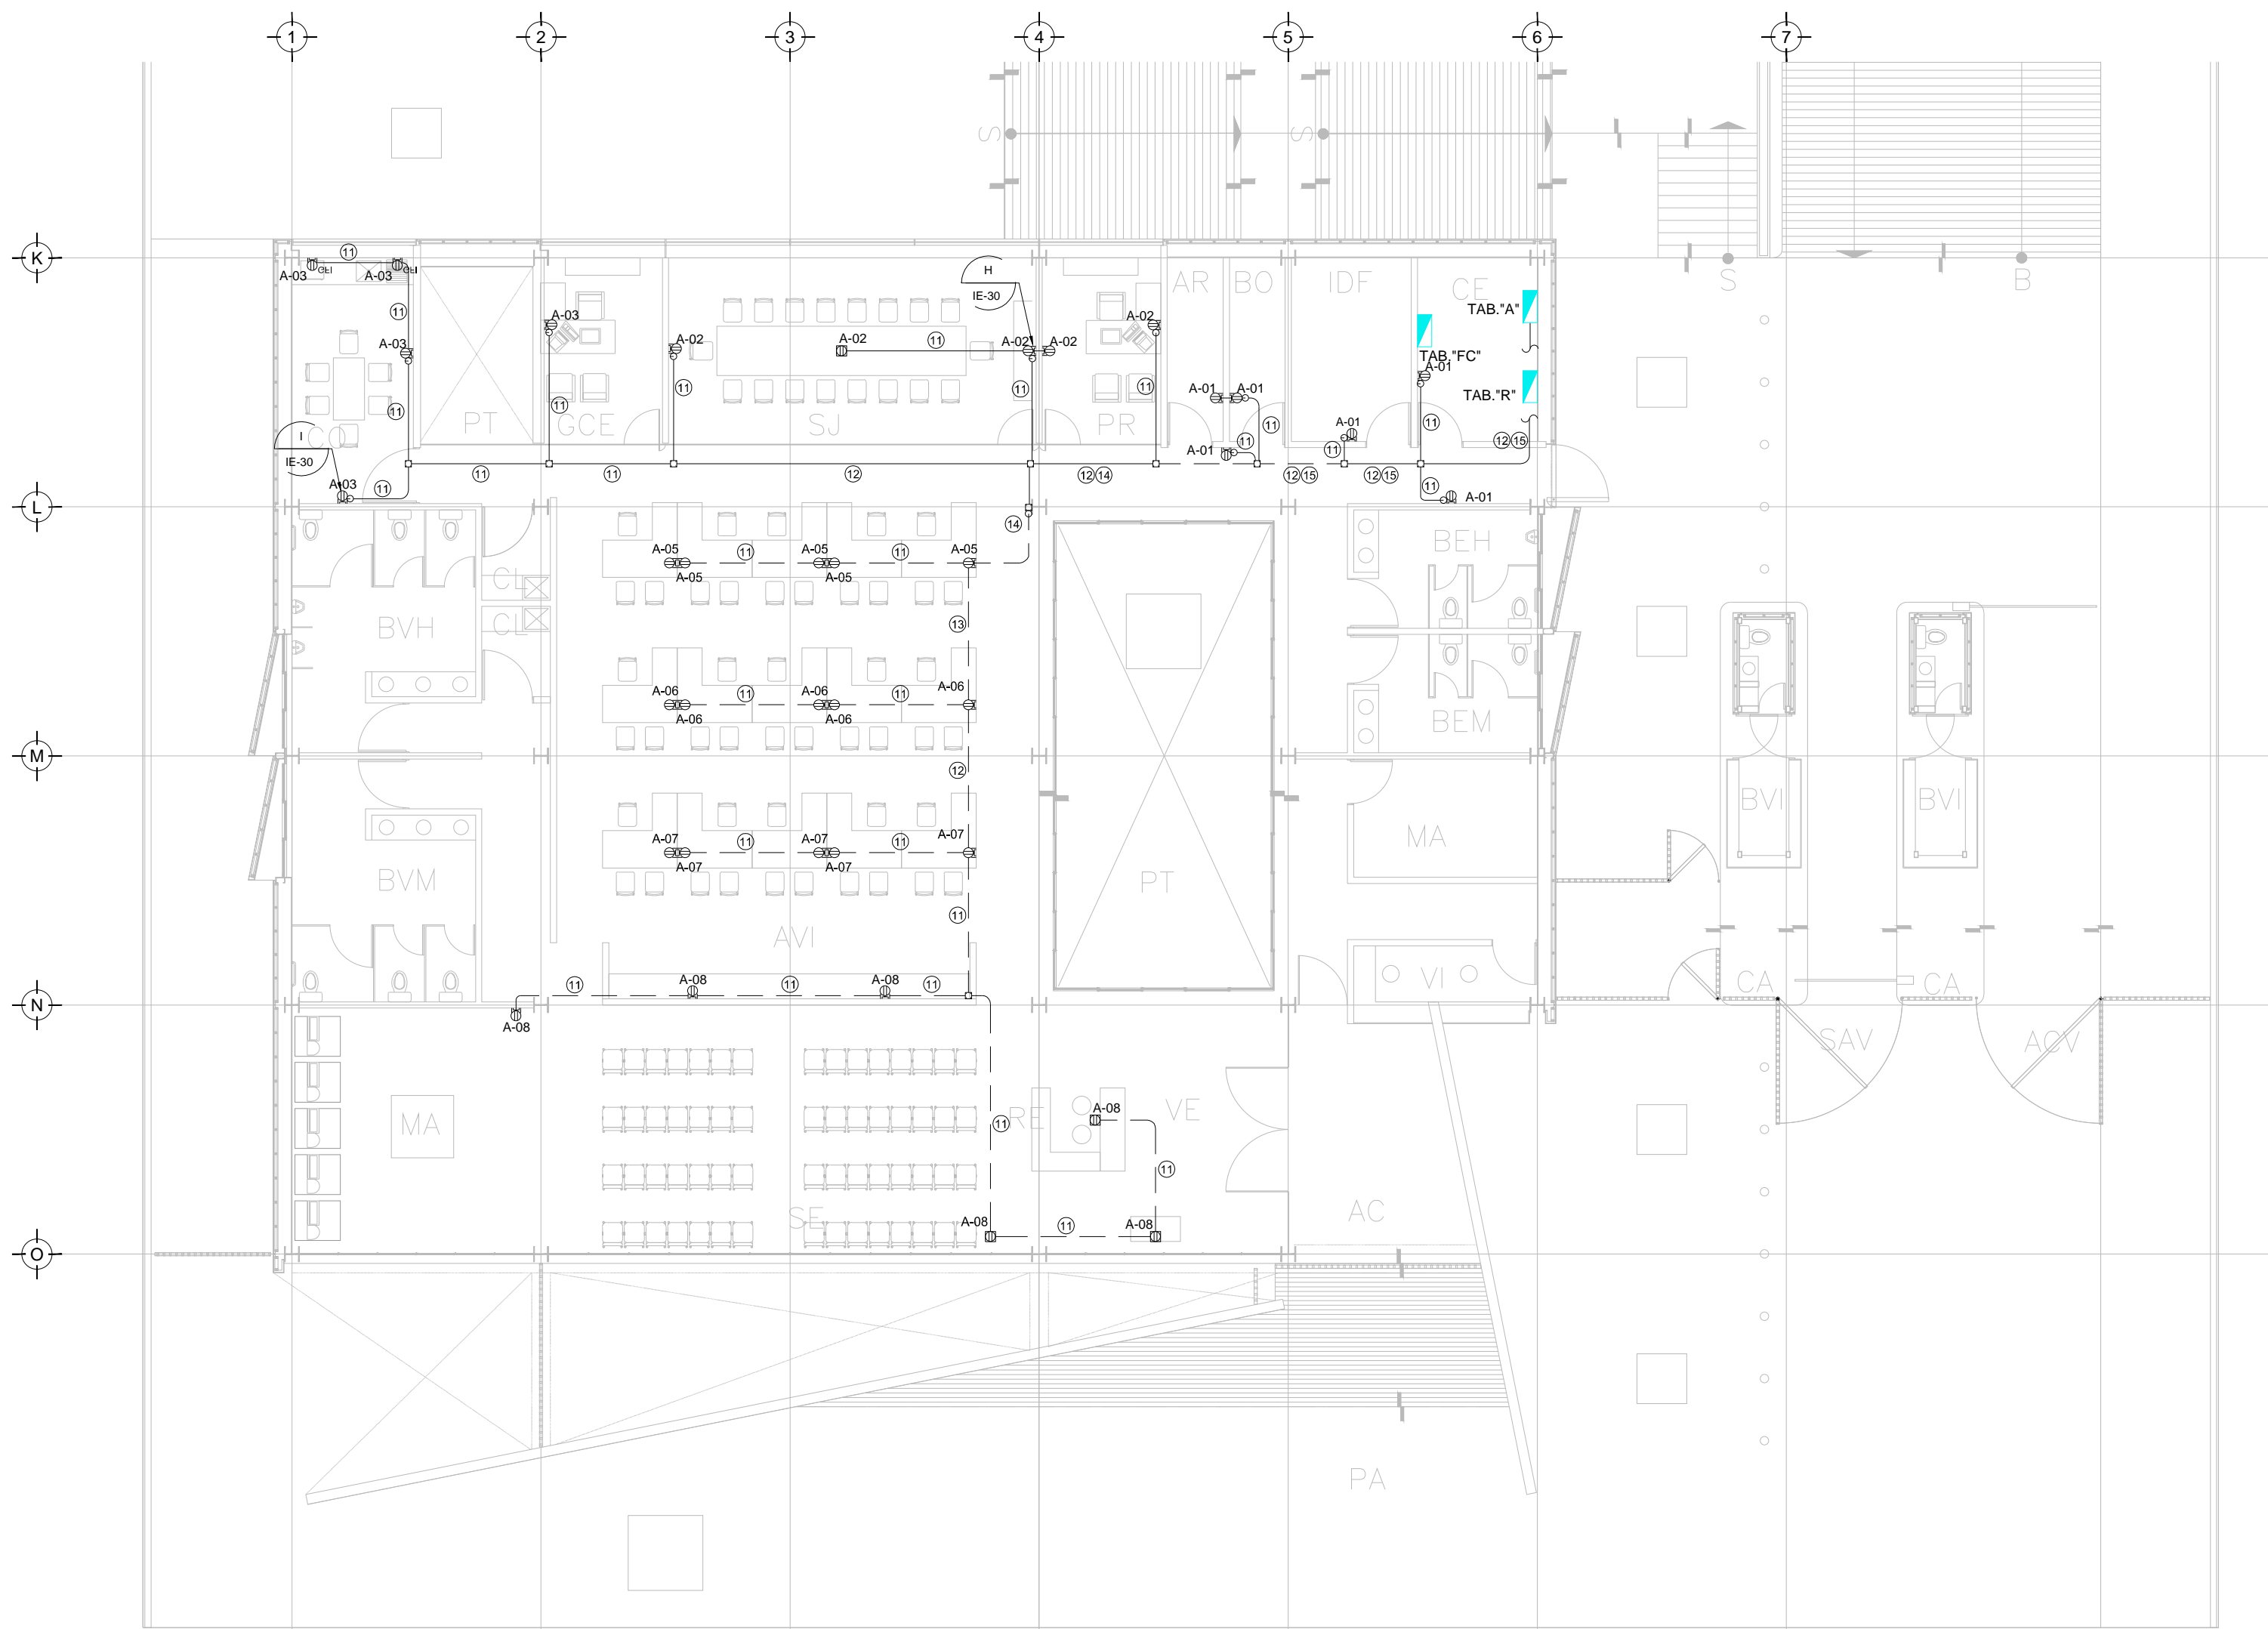 1 2 3 4 5 6 7
S S
K
11
A-03 GFI A-03 GFI
H
IE-30
AR BO IDF CE
S B
TAB."A"
11
A-03
A-02
A-02
11
A-02
A-02
A-02
TAB."FC"
A-01
A-03
TAB."R"
11
11
11
11
A-01 A-01
11
11
11
CO
PT
GCE
SJ
PR
I
IE-30
A-01
11
A-01
11
12 15
11
11
12
12 14
12 15
12 15
A-03
11
11
A-01
L
14
A-05 11 A-05 11 A-05
A-05 A-05
BEH
CL
CL
BVH
13
A-06 11 A-06 11 A-06
A-06 A-06
BEM
M
12
BVI BVI
A-07 11 A-07 11 A-07
A-07 A-07
MA
BVM
PT
11
AVI
VI
CA CA
N
11 A-08 11 A-08 11
A-08
SAV ACV
MA
11
RE
A-08
VE
11
SE
A-08 11 A-08
AC
O
PA